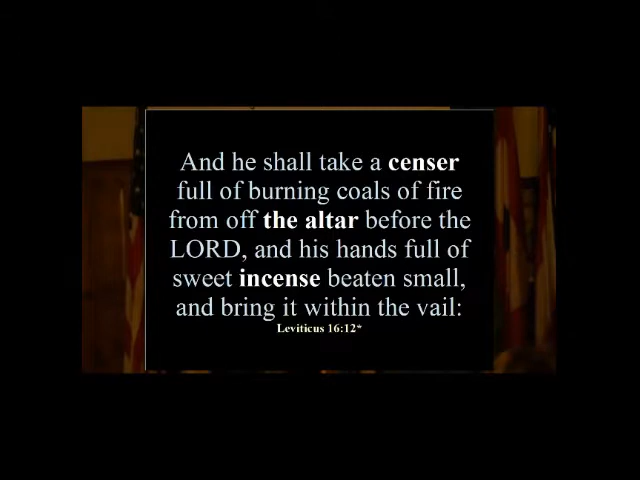 And he shall take a censer
full of burning coals of fire
from off the altar before the
LORD, and his hands full of
sweet incense beaten small,
and bring it within the vail:
Leviticus 16:12*